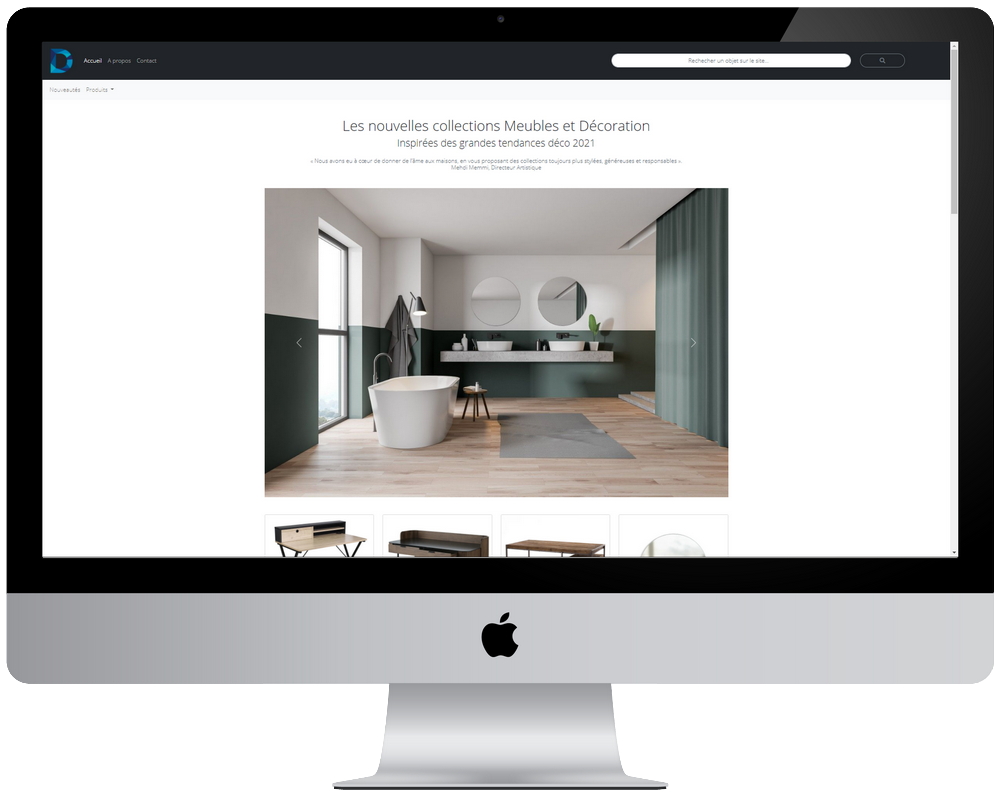 Accueil A propos Contact
Rechecher un objet sur le site...
Nouveautés Produits
Les nouvelles collections Meubles et Décoration
Inspirées des grandes tendances déco 2021
« Nous avons eu à cœur de donner de l'âme aux maisons, en vous proposant des collections toujours plus stylées, généreuses et responsables ».
Mehdi Memmi, Directeur Artistique